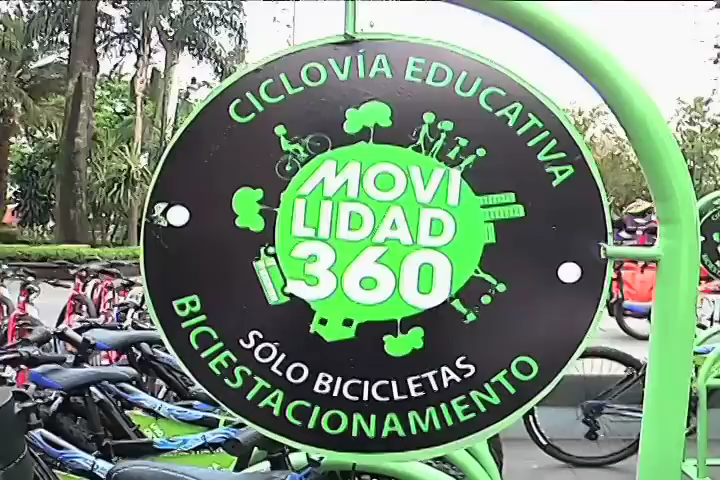 CICLOVÍA EDUCATIVA
MOVI
LIDAD
360
SÓLO BICICLETAS
BICIESTACIONAMIENTO